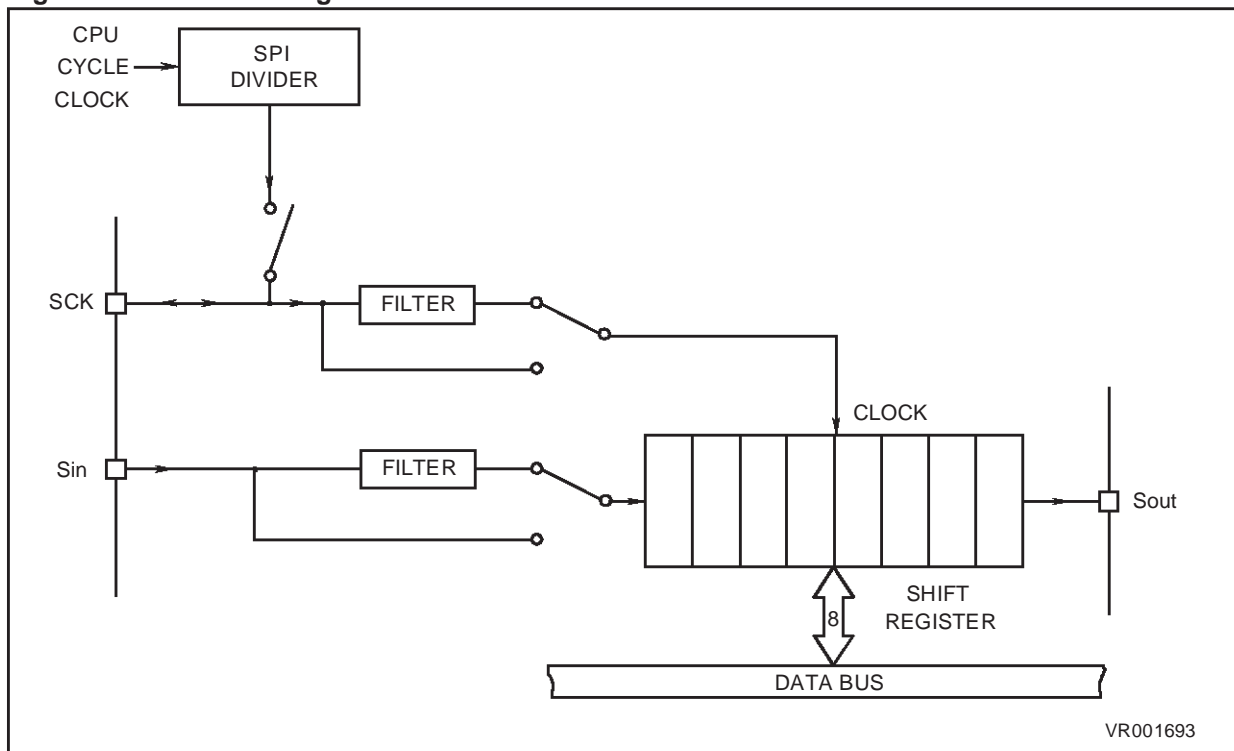 CPU
CYCLE
CLOCK
SPI
DIVIDER
SCK
FILTER
CLOCK
Sin
FILTER
Sout
SHIFT
REGISTER
8
DATA BUS
VR001693